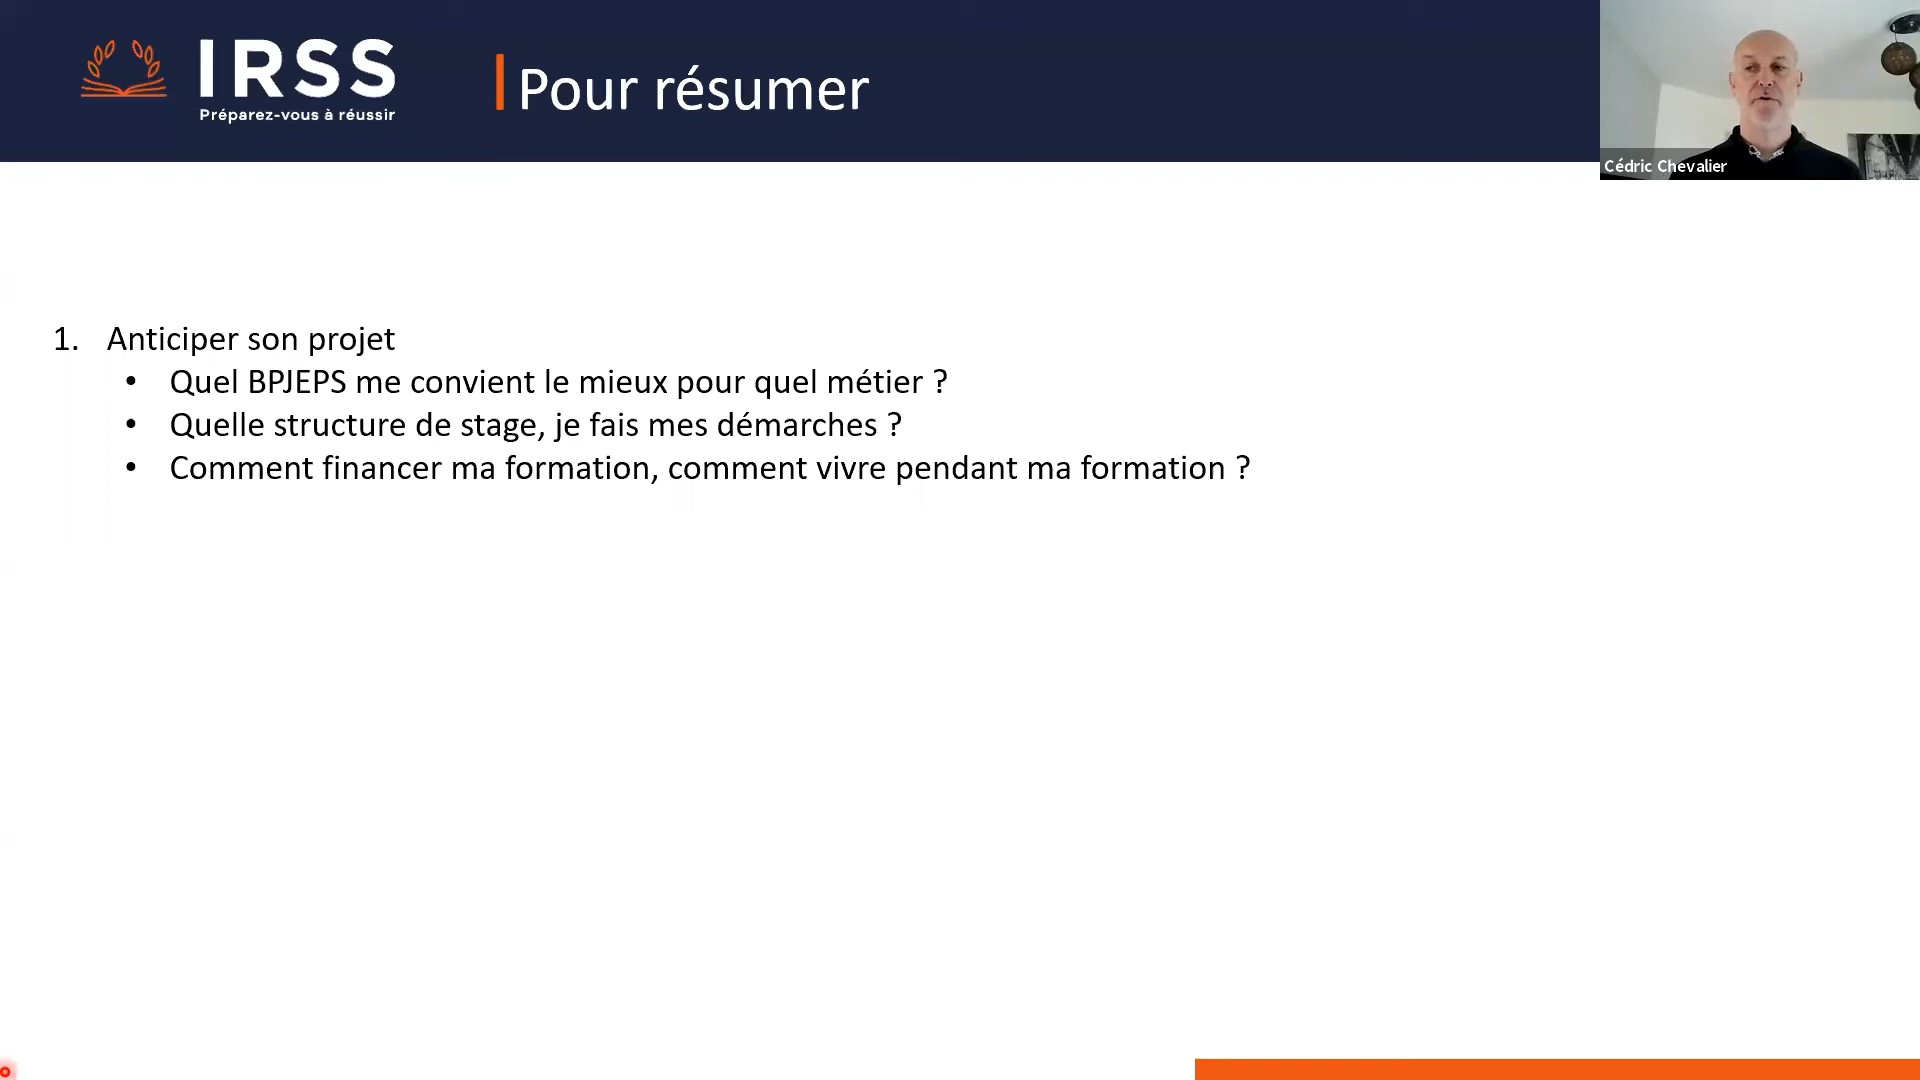 IRSS
Préparez-vous à réussir
Pour résumer
Cédric Chevalier
1. Anticiper son projet
• Quel BPJEPS me convient le mieux pour quel métier ?
• Quelle structure de stage, je fais mes démarches ?
• Comment financer ma formation, comment vivre pendant ma formation ?